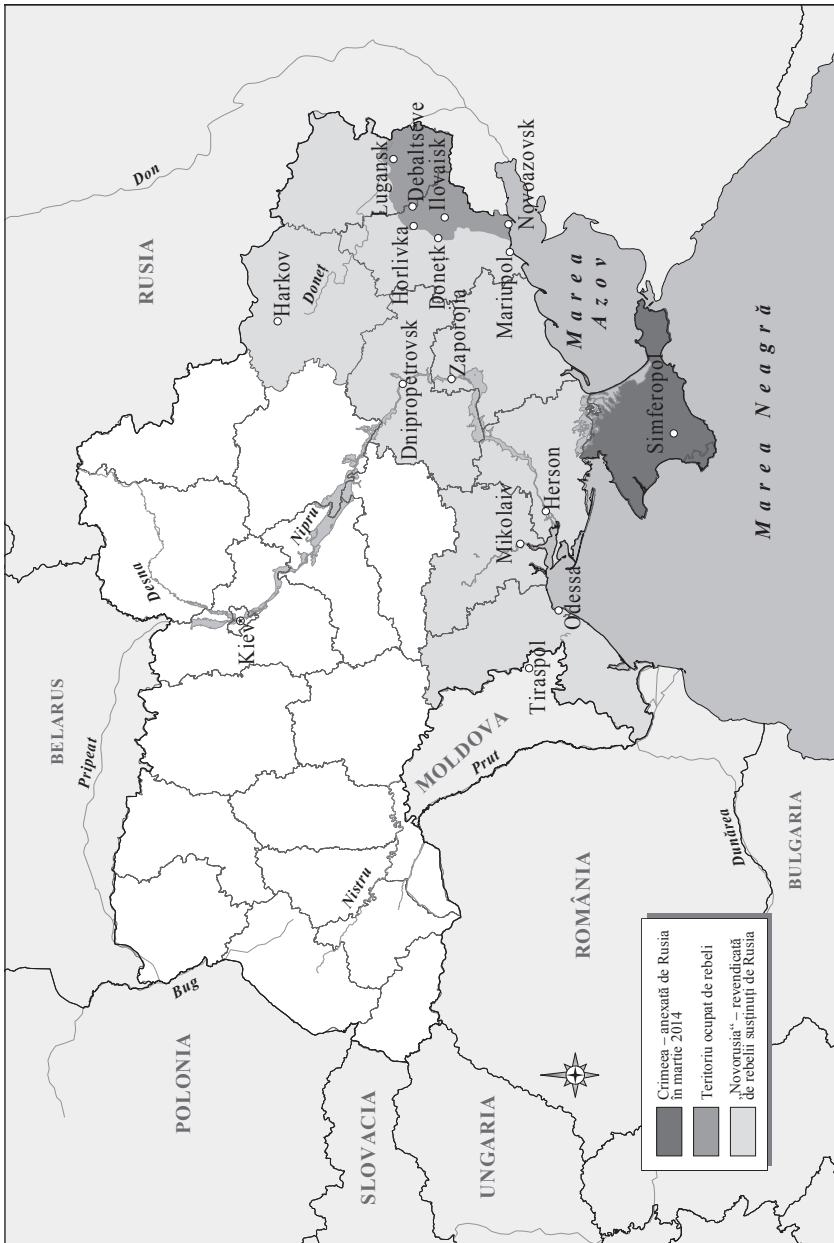 BELARUS
RUSIA
Don
Pripeat
Desna
POLONIA
Bug
Kiev
Nipru
Harkov
Doneț
Lugansk
Debaltseve
Ilovaisk
Horlivka
Donețk
Dnipropetrovsk
Zaporojia
Mariupol
Novoazovsk
Nistru
SLOVACIA
UNGARIA
MOLDOVA
Prut
Tiraspol
Mikolaiv
Herson
Odessa
Marea
Azov
Simferopo
ROMÂNIA
Dunărea
BULGARIA
Marea Neagră
Crimeea – anexată de Rusia
în martie 2014
Teritoriu ocupat de rebeli
„Novorusia“ – revendicată
de rebelii susținuți de Rusia